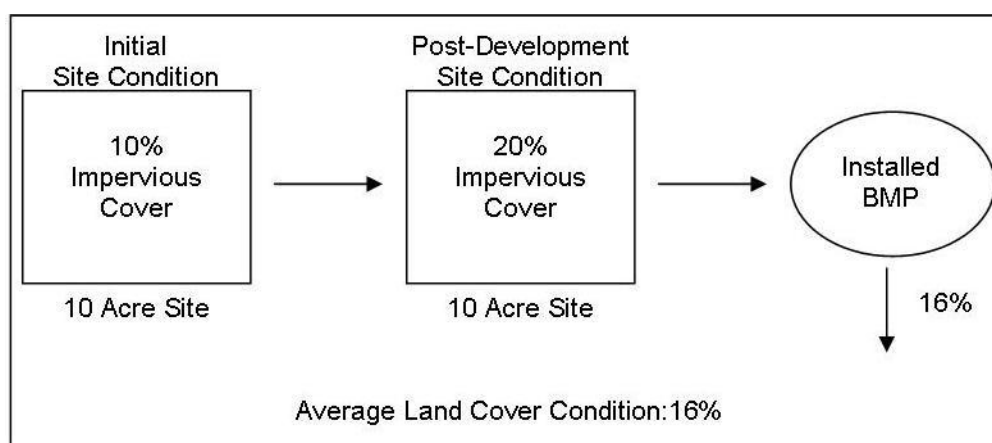 Initial
Site Condition
Post-Development
Site Condition
10%
Impervious
Cover
20%
Impervious
Cover
Installed
BMP
10 Acre Site
10 Acre Site
16%
Average Land Cover Condition:16%